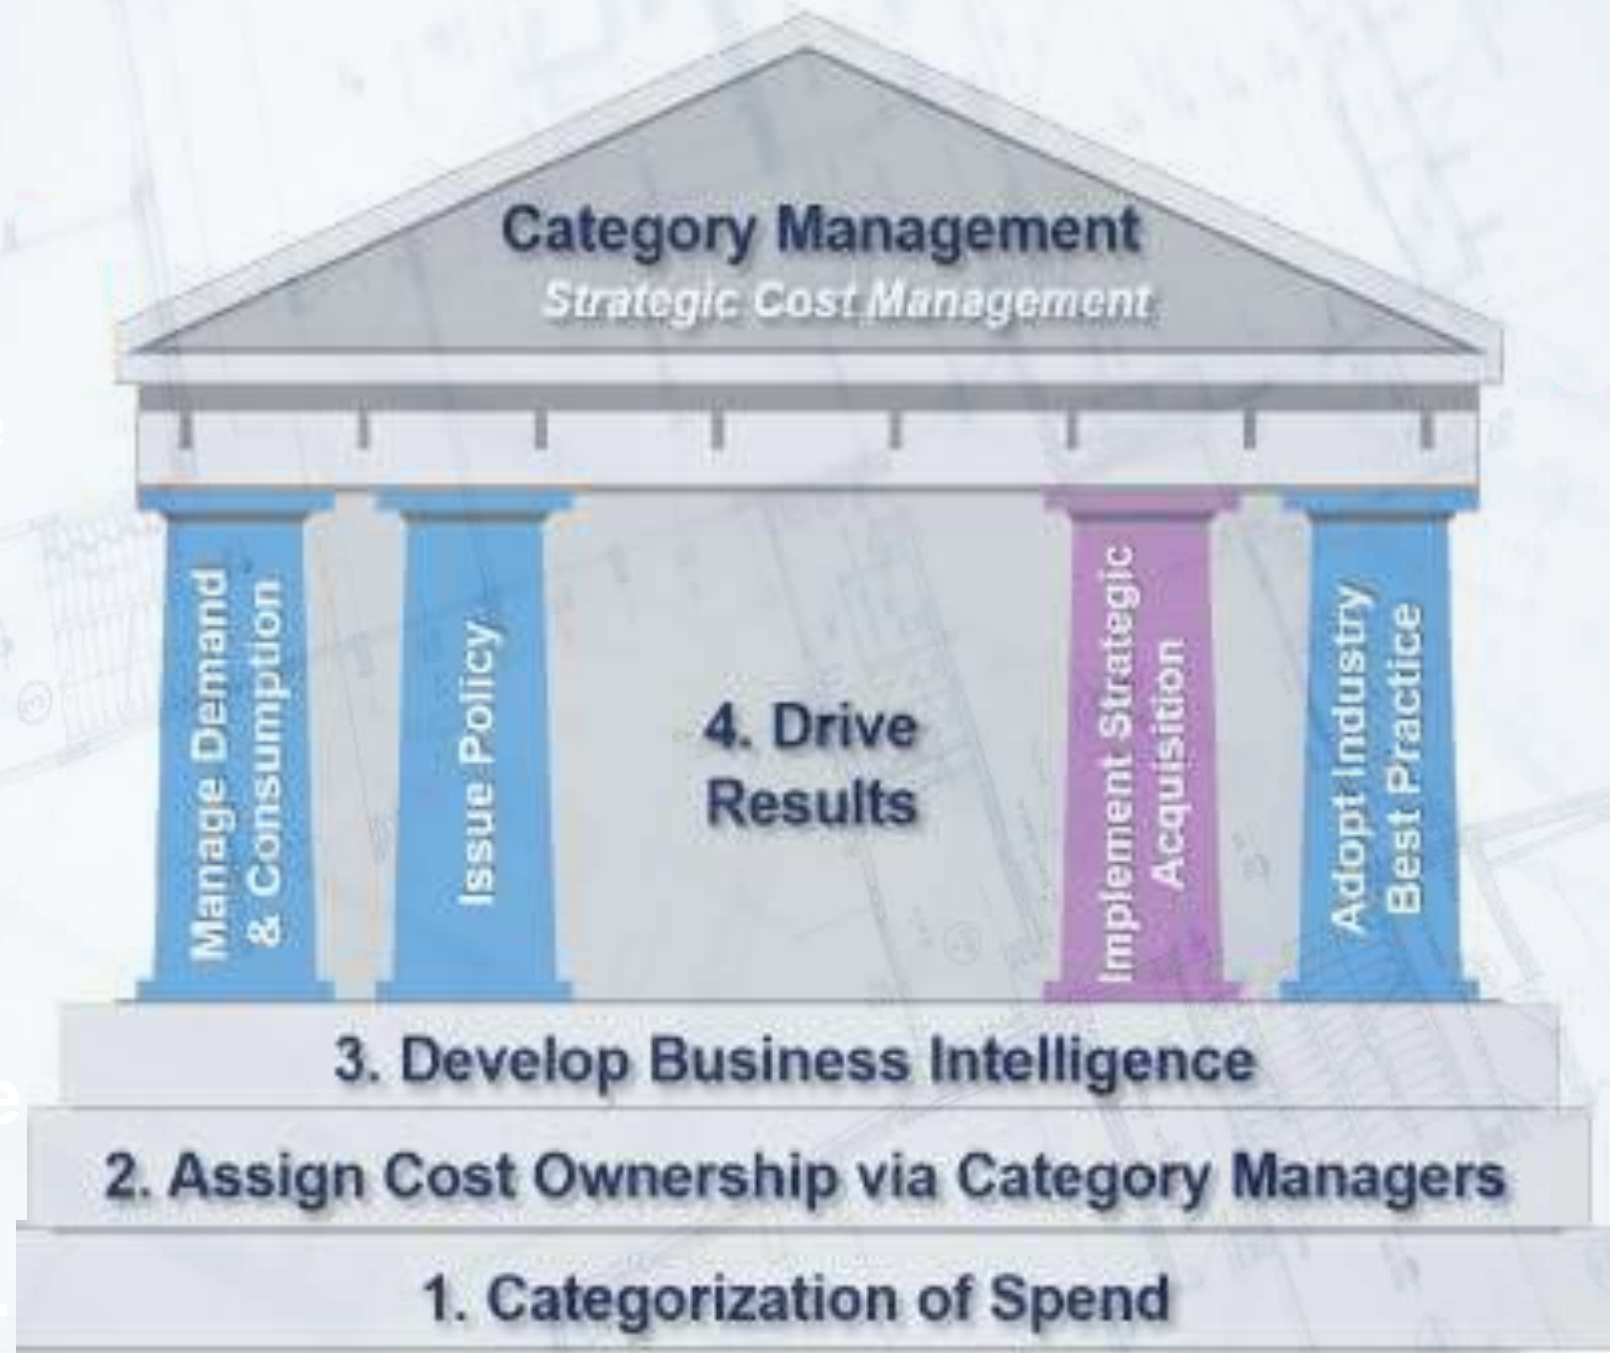 Category Management
Strategic Cost Management
Manage Demand
& Consumption
Issue Policy
4. Drive
Results
Implement Strategic
Acquisition
Adopt Industry
Best Practice
3. Develop Business Intelligence
2. Assign Cost Ownership via Category Managers
1. Categorization of Spend